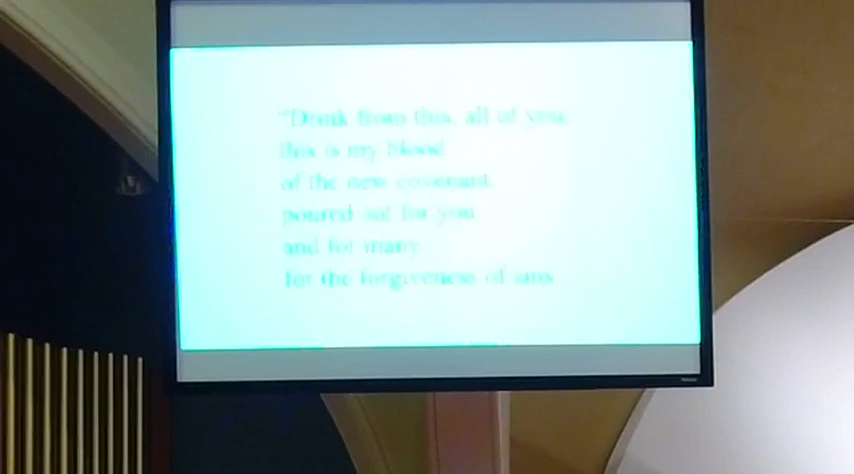 “Drink from this, all of you,
this is my blood
of the new covenant,
poured out for you
and for many
for the forgiveness of sins